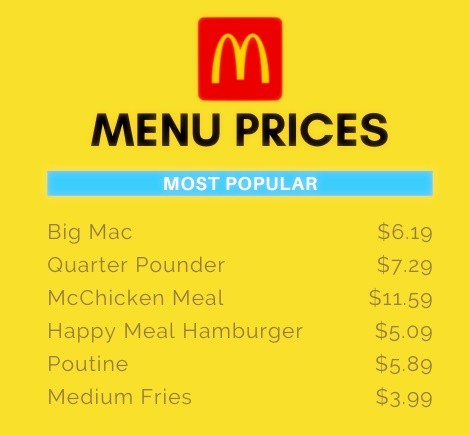 MENU PRICES
MOST POPULAR
Big Mac $6.19
Quarter Pounder $7.29
McChicken Meal $11.59
Happy Meal Hamburger $5.09
Poutine $5.89
Medium Fries $3.99